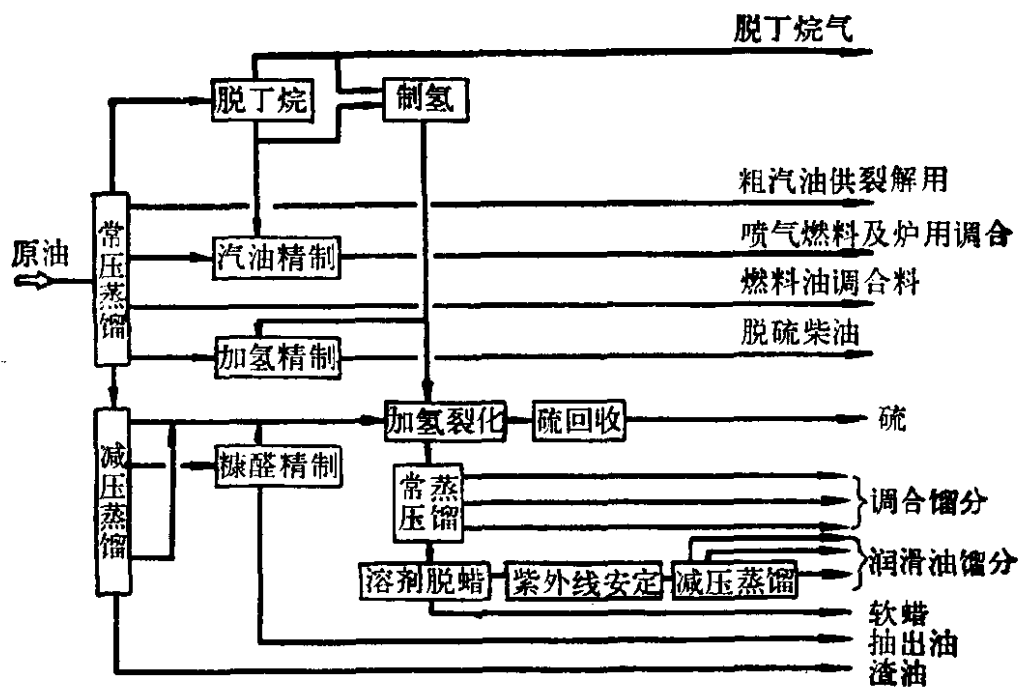 脱丁烷气
脱丁烷
制氢
粗汽油供裂解用
常压蒸馏
原油
汽油精制
喷气燃料及炉用调合
燃料油调合料
加氢精制
脱硫柴油
减压蒸馏
加氢裂化
硫回收
硫
糠醛精制
常压
蒸馏
调合馏分
溶剂脱蜡
紫外线安定
减压蒸馏
润滑油馏分
软蜡
抽出油
渣油